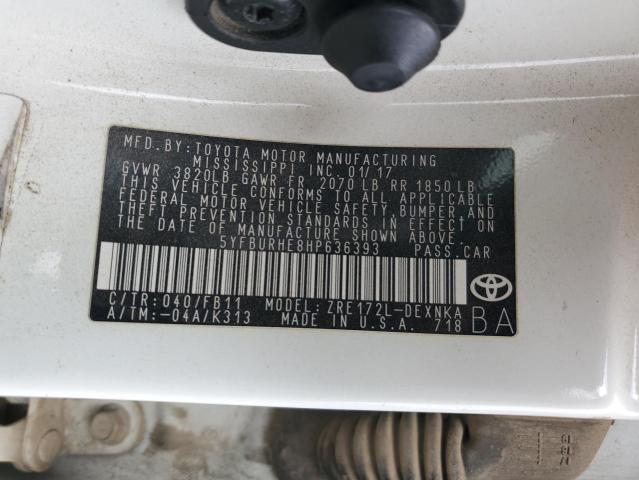 MFD. BY: TOYOTA MOTOR MANUFACTURING
MISSISSIPPI INC. 01/17
GVWR 3820LB GAWR FR 2070 LB RR 1850 LB
THIS VEHICLE CONFORMS TO ALL APPLICABLE
FEDERAL MOTOR VEHICLE SAFETY, BUMPER, AND
THEFT PREVENTION STANDARDS IN EFFECT ON
THE DATE OF MANUFACTURE SHOWN ABOVE.
5YFBURHE8HP636393 PASS.CAR
C/TR: 040/FB11 MODEL: ZRE172L-DEXNKA
A/TM: -04A/K313 MADE IN U.S.A. 718 BA